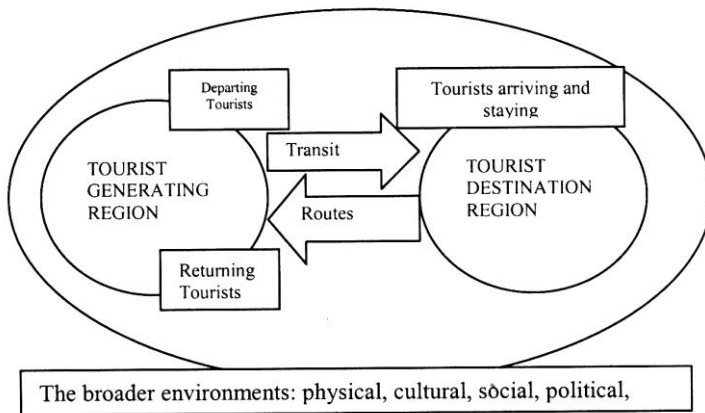 Departing
Tourists
Tourists arriving and
staying
Transit
TOURIST
GENERATING
REGION
TOURIST
DESTINATION
REGION
Routes
Returning
Tourists
The broader environments: physical, cultural, social, political,